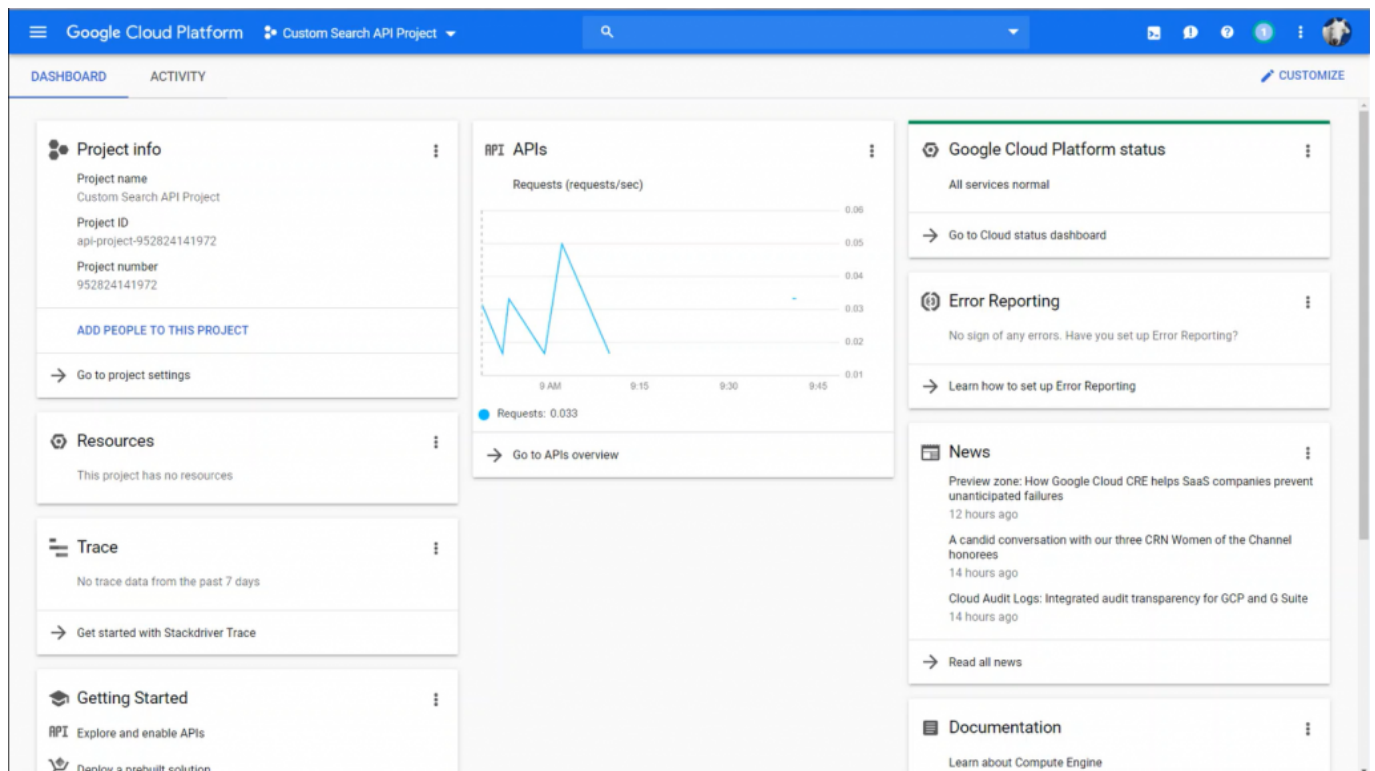 Google Cloud Platform
Custom Search API Project
1
DASHBOARD
ACTIVITY
CUSTOMIZE
Project info
Project name
Custom Search API Project
Project ID
api-project-952824141972
Project number
952824141972
ADD PEOPLE TO THIS PROJECT
Go to project settings
Resources
This project has no resources
Trace
No trace data from the past 7 days
Get started with Stackdriver Trace
Getting Started
API Explore and enable APIs
Deploy a prebuilt solution
API APIs
Requests (requests/sec)
0.06
0.05
0.04
0.03
0.02
0.01
9 AM 9:15 9:30 9:45
Requests: 0.033
Go to APIs overview
Google Cloud Platform status
All services normal
Go to Cloud status dashboard
Error Reporting
No sign of any errors. Have you set up Error Reporting?
Learn how to set up Error Reporting
News
Preview zone: How Google Cloud CRE helps SaaS companies prevent
unanticipated failures
12 hours ago
A candid conversation with our three CRN Women of the Channel
honorees
14 hours ago
Cloud Audit Logs: Integrated audit transparency for GCP and G Suite
14 hours ago
Read all news
Documentation
Learn about Compute Engine